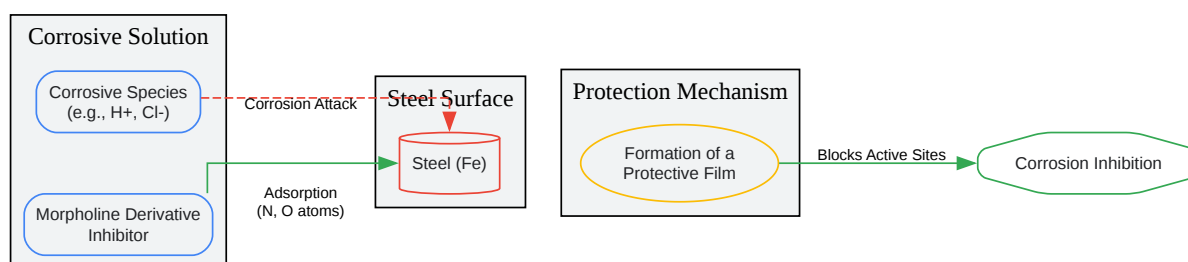 Corrosive Solution
Corrosive Species
(e.g., H+, Cl-)
Corrosion Attack
Morpholine Derivative
Inhibitor
Adsorption
(N, O atoms)
Steel Surface
Steel (Fe)
Protection Mechanism
Formation of a
Protective Film
Blocks Active Sites
Corrosion Inhibition